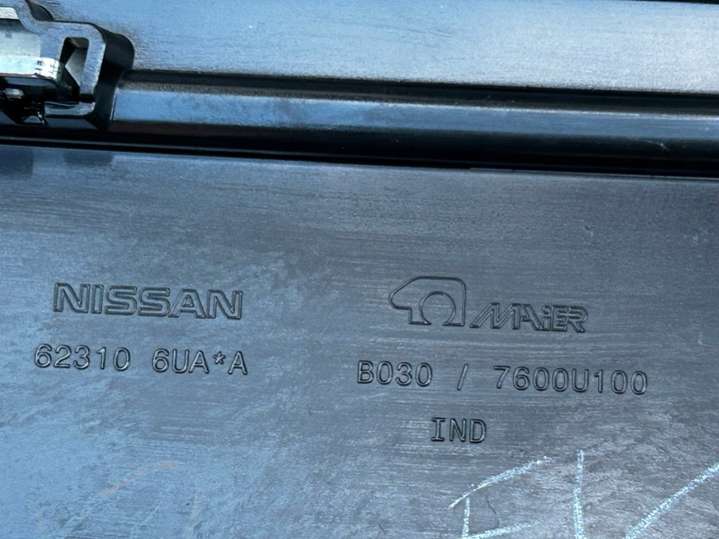 NISSAN
62310 6UA*A
MAIER
B030 / 7600U100
IND